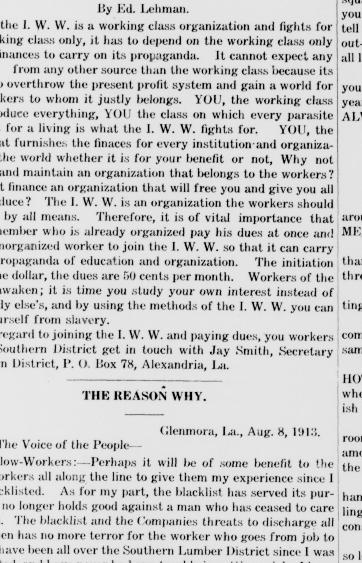 By Ed. Lehman.
the I. W. W. is a working class organization and fights for
king class only, it has to depend on the working class only
inances to carry on its propaganda. It cannot expect any
from any other source than the working class because its
o overthrow the present profit system and gain a world for
kers to whom it justly belongs. YOU, the working class
oduce everything, YOU the class on which every parasite
for a living is what the I. W. W. fights for. YOU, the
at furnishes the finaces for every institution and organiza-
the world whether it is for your benefit or not, Why not
and maintain an organization that belongs to the workers?
t finance an organization that will free you and give you all
duce? The I. W. W. is an organization the workers should
by all means. Therefore, it is of vital importance that
member who is already organized pay his dues at once and
norganized worker to join the I. W. W. so that it can carry
ropaganda of education and organization. The initiation
ne dollar, the dues are 50 cents per month. Workers of the
waken; it is time you study your own interest instead of
dy else's, and by using the methods of the I. W. W. you can
urself from slavery.
regard to joining the I. W. W. and paying dues, you workers
Southern District get in touch with Jay Smith, Secretary
n District, P. O. Box 78, Alexandria, La.
THE REASON WHY.
Glenmora, La., Aug. 8, 1913.
The Voice of the People—
low-Workers:—Perhaps it will be of some benefit to the
orkers all along the line to give them my experience since I
cklisted. As for my part, the blacklist has served its pur-
no longer holds good against a man who has ceased to care
. The blacklist and the Companies threats to discharge all
en has no more terror for the worker who goes from job to
have been all over the Southern Lumber District since I was
you
tell
out-
all l
you
yea
ALV
arou
ME
tha
thre
ting
com
sam
HO
whe
ish
roor
amo
the
han
ling
con
so l